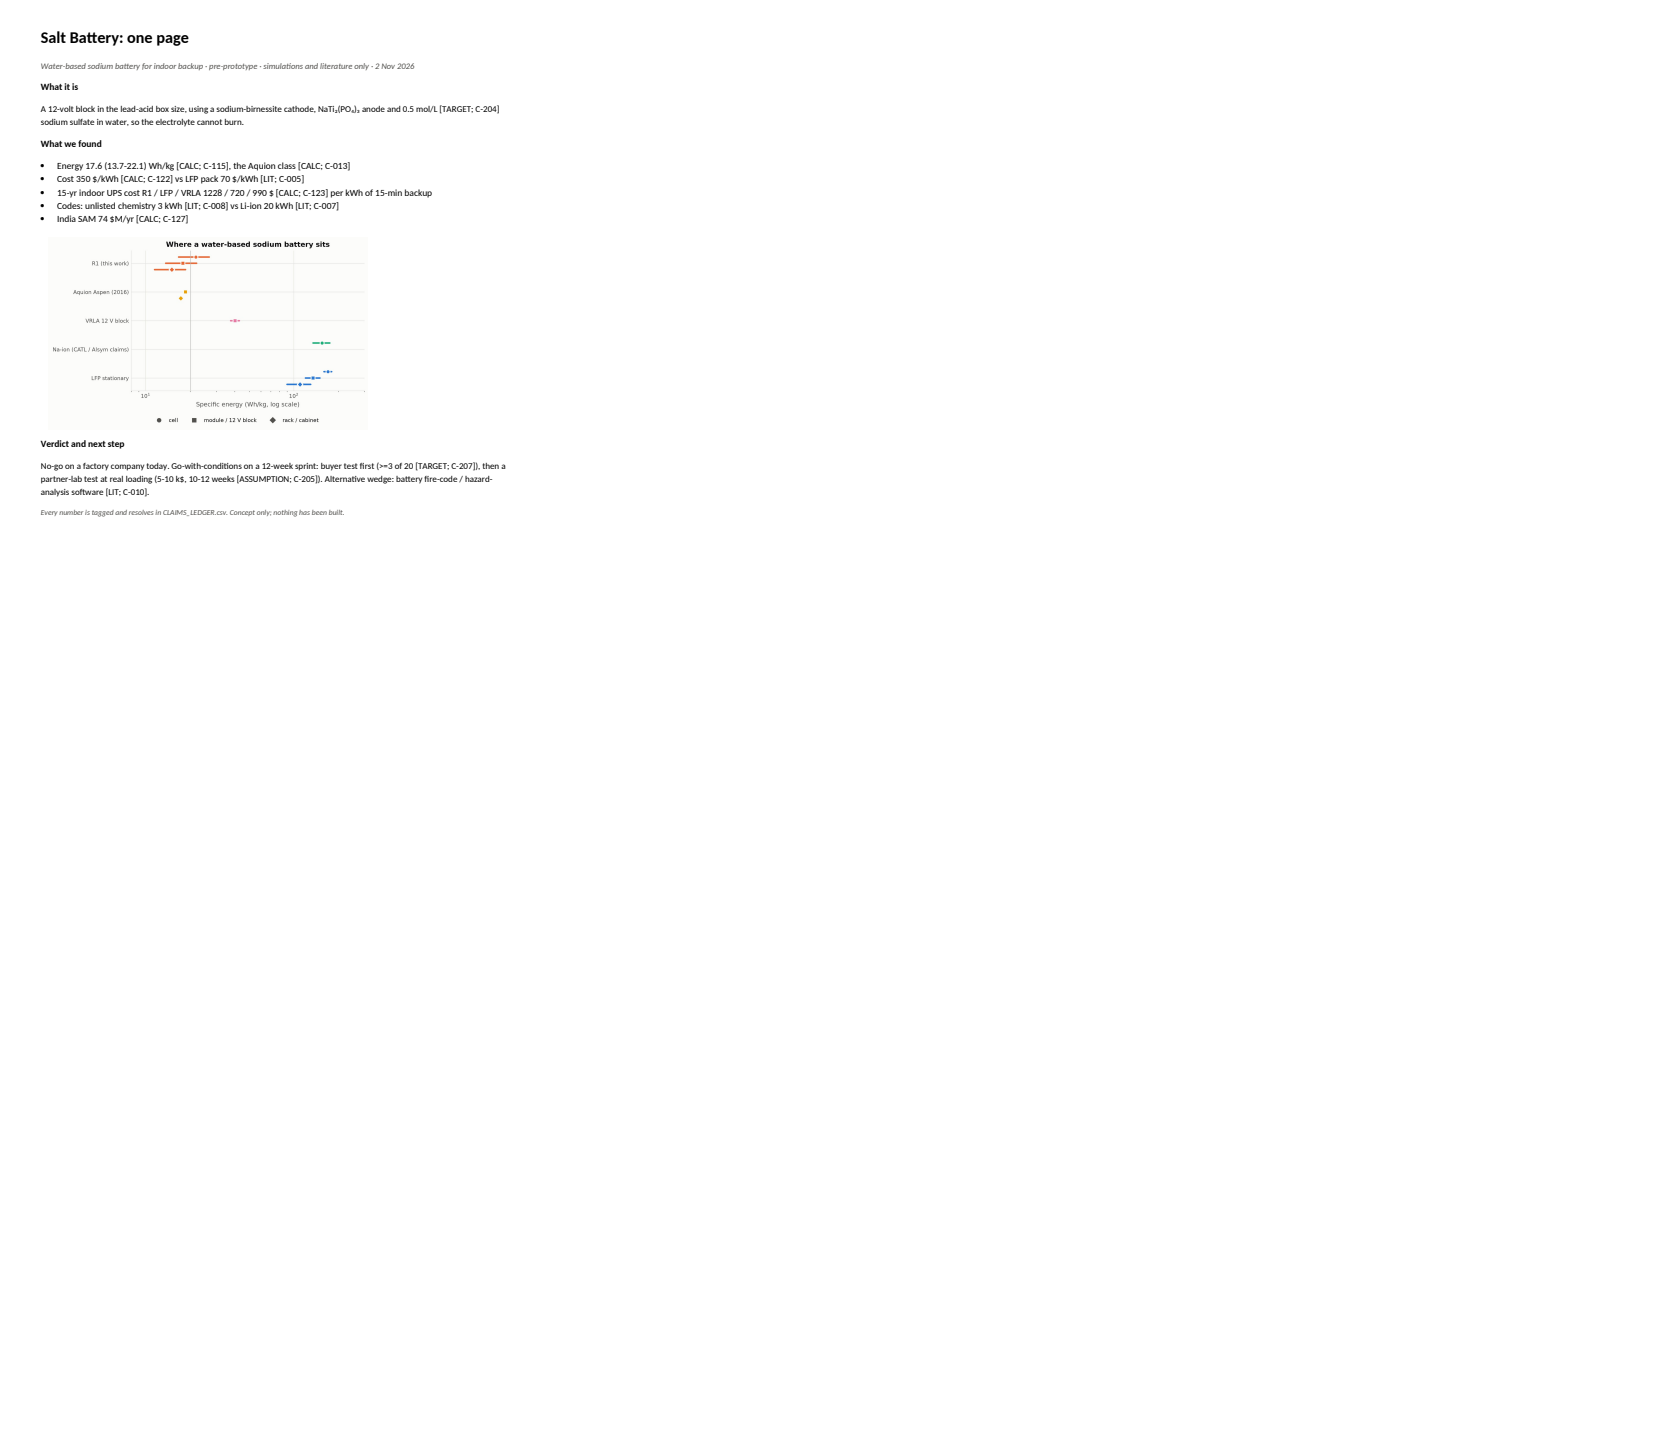 Salt Battery: one page
Water-based sodium battery for indoor backup · pre-prototype · simulations and literature only · 2 Nov 2026
What it is
A 12-volt block in the lead-acid box size, using a sodium-birnessite cathode, NaTi₂(PO₄)₃ anode and 0.5 mol/L [TARGET; C-204]
sodium sulfate in water, so the electrolyte cannot burn.
What we found
• Energy 17.6 (13.7-22.1) Wh/kg [CALC; C-115], the Aquion class [CALC; C-013]
• Cost 350 $/kWh [CALC; C-122] vs LFP pack 70 $/kWh [LIT; C-005]
• 15-yr indoor UPS cost R1 / LFP / VRLA 1228 / 720 / 990 $ [CALC; C-123] per kWh of 15-min backup
• Codes: unlisted chemistry 3 kWh [LIT; C-008] vs Li-ion 20 kWh [LIT; C-007]
• India SAM 74 $M/yr [CALC; C-127]
Where a water-based sodium battery sits
R1 (this work)
Aquion Aspen (2016)
VRLA 12 V block
Na-ion (CATL / Alsym claims)
LFP stationary
10¹ 10²
Specific energy (Wh/kg, log scale)
cell module / 12 V block rack / cabinet
Verdict and next step
No-go on a factory company today. Go-with-conditions on a 12-week sprint: buyer test first (>=3 of 20 [TARGET; C-207]), then a
partner-lab test at real loading (5-10 k$, 10-12 weeks [ASSUMPTION; C-205]). Alternative wedge: battery fire-code / hazard-
analysis software [LIT; C-010].
Every number is tagged and resolves in CLAIMS_LEDGER.csv. Concept only; nothing has been built.